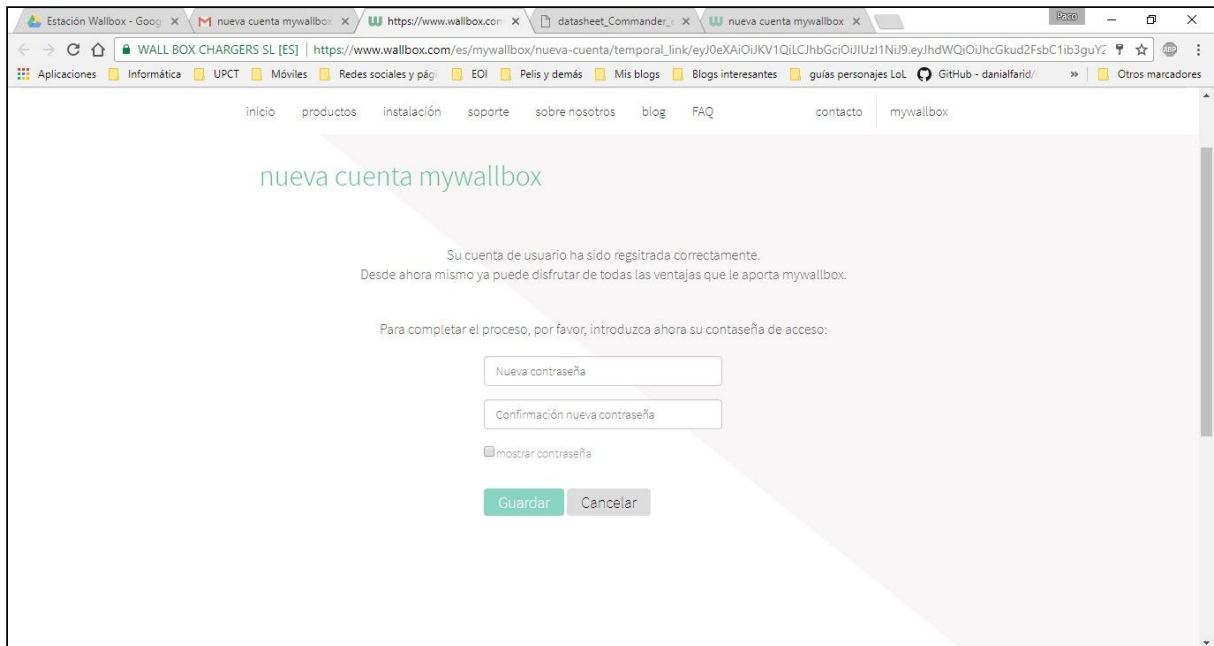 Estación Wallbox - Goog
nueva cuenta mywallbox
https://www.wallbox.com
datasheet_Commander_
nueva cuenta mywallbox
Paco
WALL BOX CHARGERS SL [ES] https://www.wallbox.com/es/mywallbox/nueva-cuenta/temporal_link/
ABP
Aplicaciones
Informática
UPCT
Móviles
Redes sociales y pági
EOI
Pelis y demás
Mis blogs
Blogs interesantes
guías personajes LoL
GitHub - danialfarid/
»
Otros marcadores
inicio
productos
instalación
soporte
sobre nosotros
blog
FAQ
contacto
mywallbox
nueva cuenta mywallbox
Su cuenta de usuario ha sido regsitrada correctamente.
Desde ahora mismo ya puede disfrutar de todas las ventajas que le aporta mywallbox.
Para completar el proceso, por favor, introduzca ahora su contaseña de acceso:
Nueva contraseña
Confirmación nueva contraseña
mostrar contraseña
Guardar
Cancelar